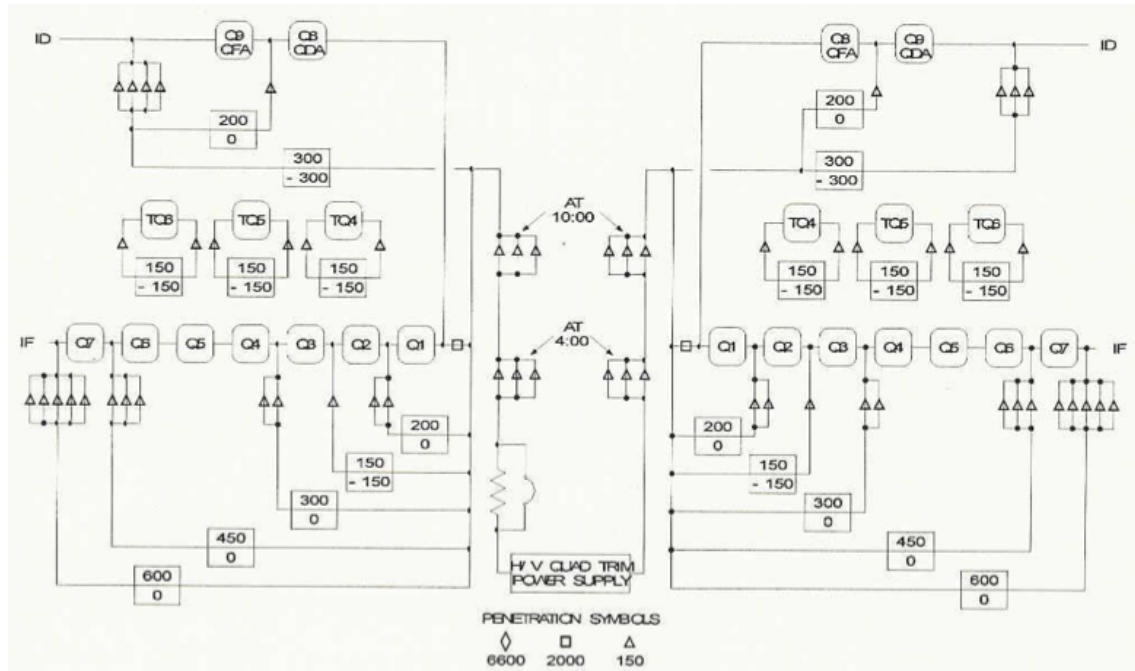 ID
Q9
QFA
Q8
QDA
200
0
300
- 300
TQ6
TQ5
TQ4
150
- 150
150
- 150
150
- 150
IF
Q7
Q6
Q5
Q4
Q3
Q2
Q1
200
0
150
- 150
300
0
450
0
600
0
AT
10:00
AT
4:00
H/V QUAD TRIM
POWER SUPPLY
Q8
QFA
Q9
QDA
ID
200
0
300
- 300
TQ4
TQ5
TQ6
150
- 150
150
- 150
150
- 150
Q1
Q2
Q3
Q4
Q5
Q6
Q7
IF
200
0
150
- 150
300
0
450
0
600
0
PENETRATION SYMBOLS
6600
2000
150